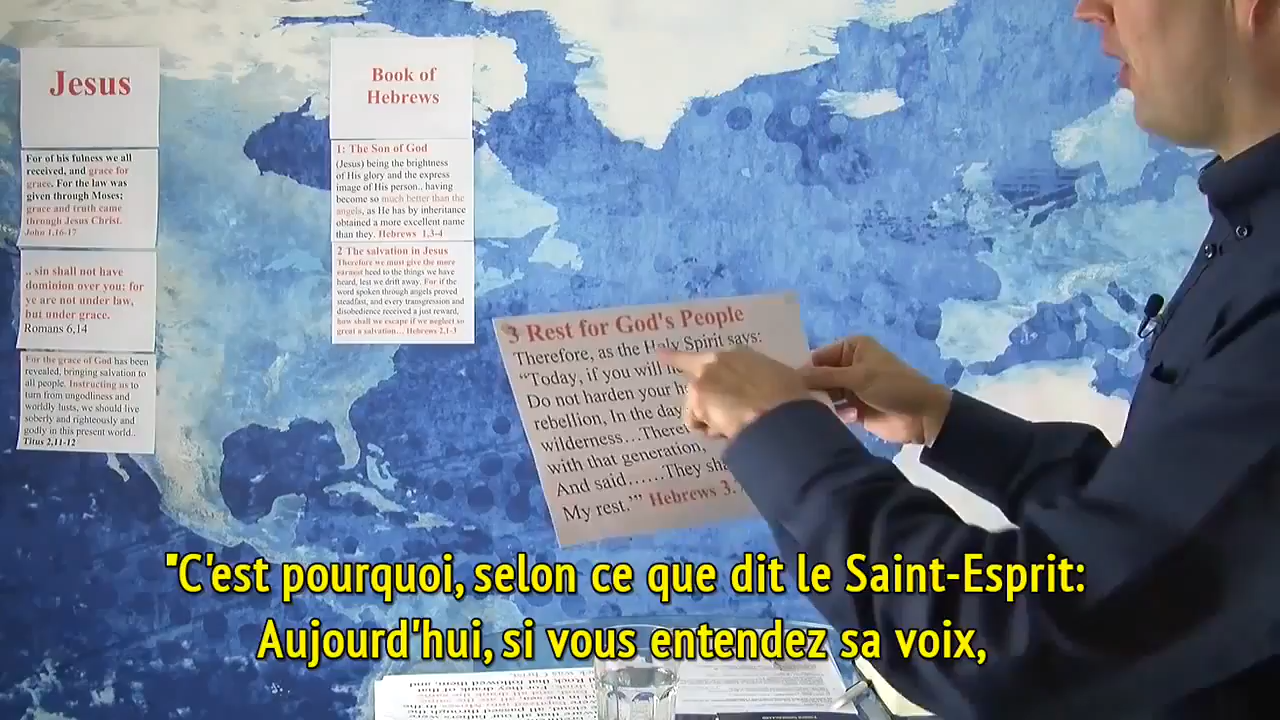 Jesus
For of his fulness we all
received, and grace for
grace. For the law was
given through Moses;
grace and truth came
through Jesus Christ.
John 1,16-17
.. sin shall not have
dominion over you: for
ye are not under law,
but under grace.
Romans 6,14
For the grace of God has been
revealed, bringing salvation to
all people. Instructing us to
turn from ungodliness and
worldly lusts, we should live
soberly and righteously and
godly in this present world..
Titus 2,11-12
Book of
Hebrews
1: The Son of God
(Jesus) being the brightness
of His glory and the express
image of His person.. having
become so much better than the
angels, as He has by inheritance
obtained a more excellent name
than they. Hebrews 1,3-4
2 The salvation in Jesus
Therefore we must give the more
earnest heed to the things we have
heard, lest we drift away. For if the
word spoken through angels proved
steadfast, and every transgression and
disobedience received a just reward,
how shall we escape if we neglect so
great a salvation... Hebrews 2,1-3
3 Rest for God's People
Therefore, as the Holy Spirit says:
“Today, if you will
Do not harden your
rebellion, In the day
wilderness…
with that generation,
And said……They
My rest.’” Hebrews 3.
"C'est pourquoi, selon ce que dit le Saint-Esprit:
Aujourd'hui, si vous entendez sa voix,